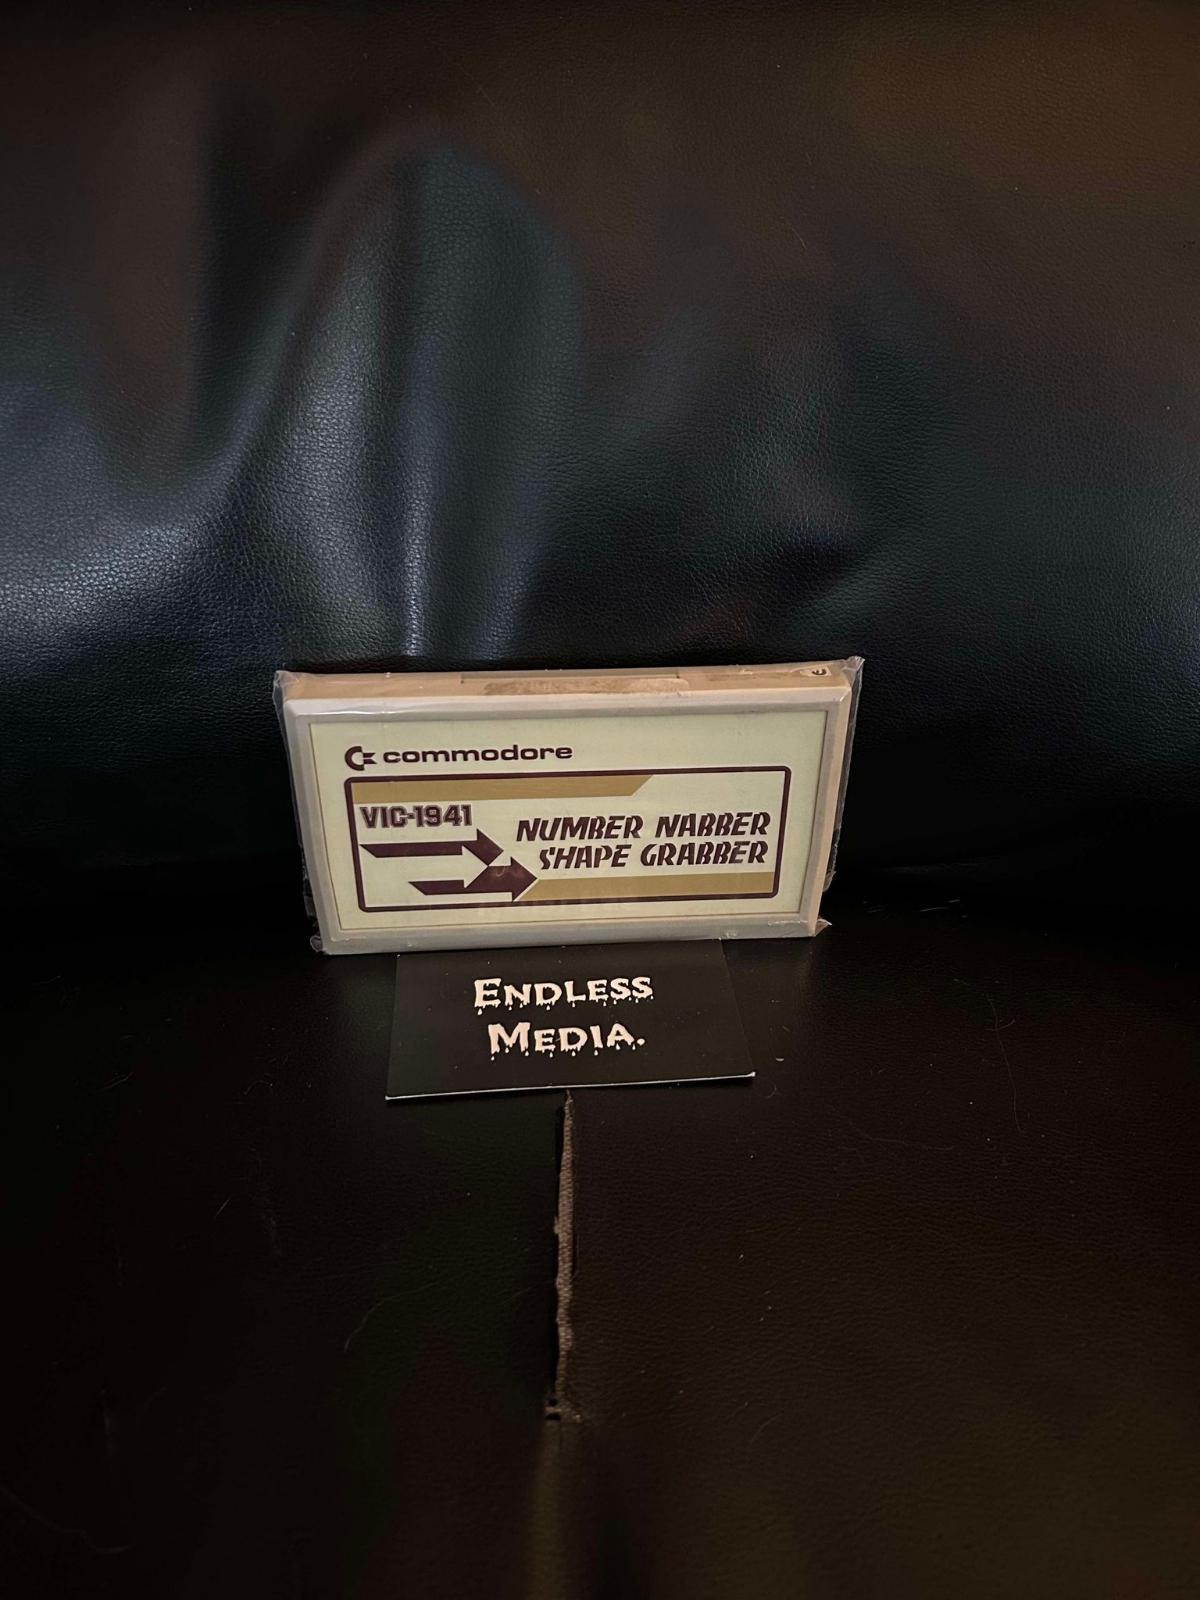 commodore
VIC-1941
NUMBER NABBER
SHAPE GRABBER
ENDLESS
MEDIA.